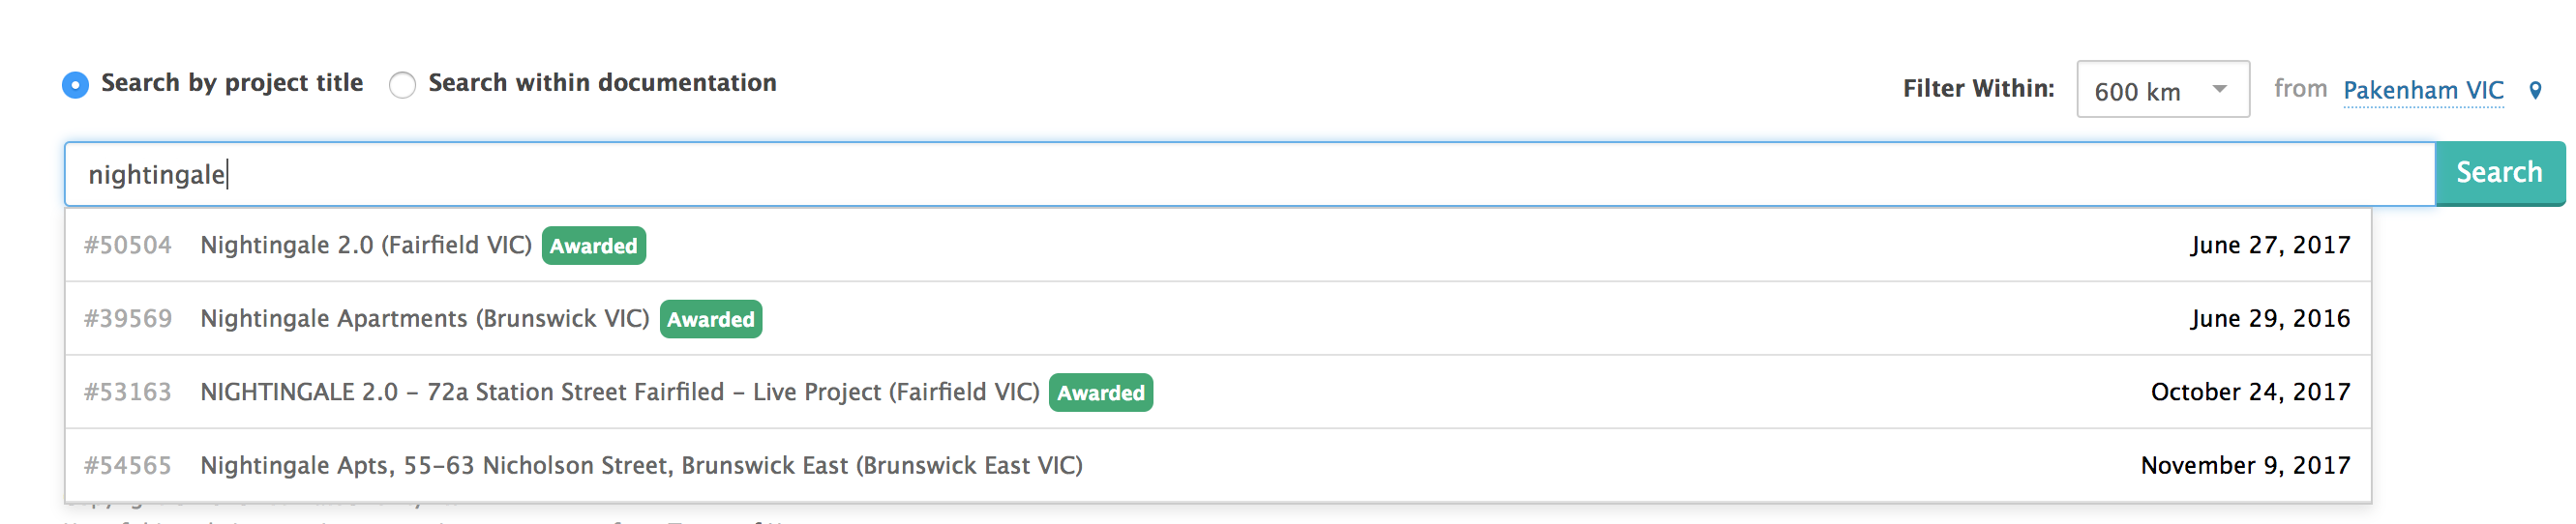 Search by project title Search within documentation Filter Within: 600 km from Pakenham VIC
nightingale Search
#50504 Nightingale 2.0 (Fairfield VIC) Awarded June 27, 2017
#39569 Nightingale Apartments (Brunswick VIC) Awarded June 29, 2016
#53163 NIGHTINGALE 2.0 - 72a Station Street Fairfiled - Live Project (Fairfield VIC) Awarded October 24, 2017
#54565 Nightingale Apts, 55-63 Nicholson Street, Brunswick East (Brunswick East VIC) November 9, 2017